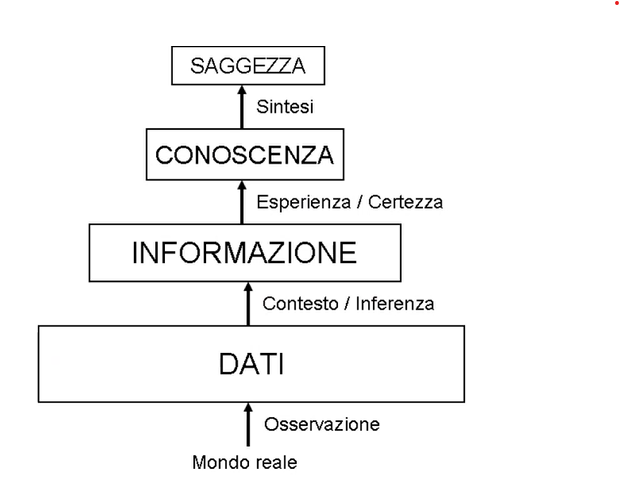 SAGGEZZA
Sintesi
CONOSCENZA
Esperienza / Certezza
INFORMAZIONE
Contesto / Inferenza
DATI
Osservazione
Mondo reale